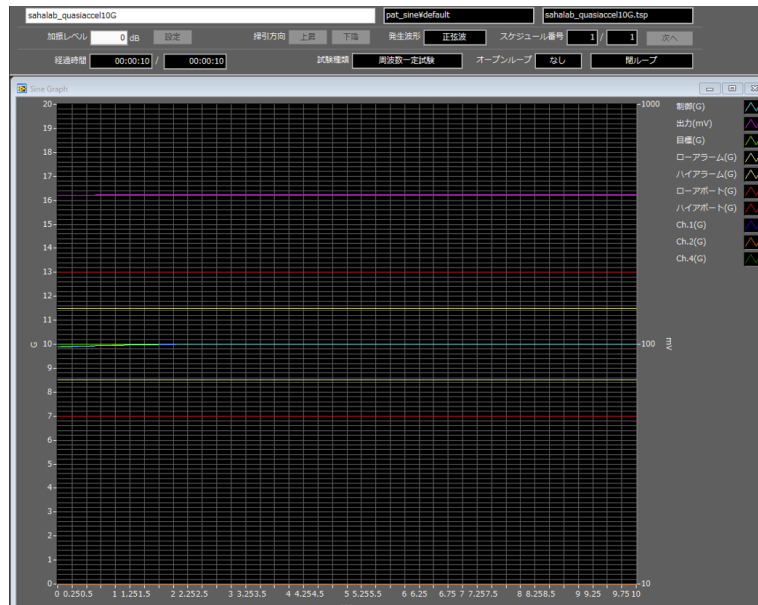 sahalab_quasiaccel10G pat_sine¥default sahalab_quasiaccel10G.tsp
加振レベル 0 dB 設定 掃引方向 上昇 下降 発生波形 正弦波 スケジュール番号 1 / 1 次へ
経過時間 00:00:10 / 00:00:10 試験種類 周波数一定試験 オープンループ なし 閉ループ
Sine Graph
20
19
18
17
16
15
14
13
12
11
10
9
8
7
6
5
4
3
2
1
0
G
1000
100
10
mV
制御(G)
出力(mV)
目標(G)
ローアラーム(G)
ハイアラーム(G)
ローアボート(G)
ハイアボート(G)
Ch.1(G)
Ch.2(G)
Ch.4(G)
0 0.250.5 1 1.251.5 2 2.252.5 3 3.253.5 4 4.254.5 5 5.255.5 6 6.25 6.75 7 7.257.5 8 8.258.5 9 9.25 9.7510